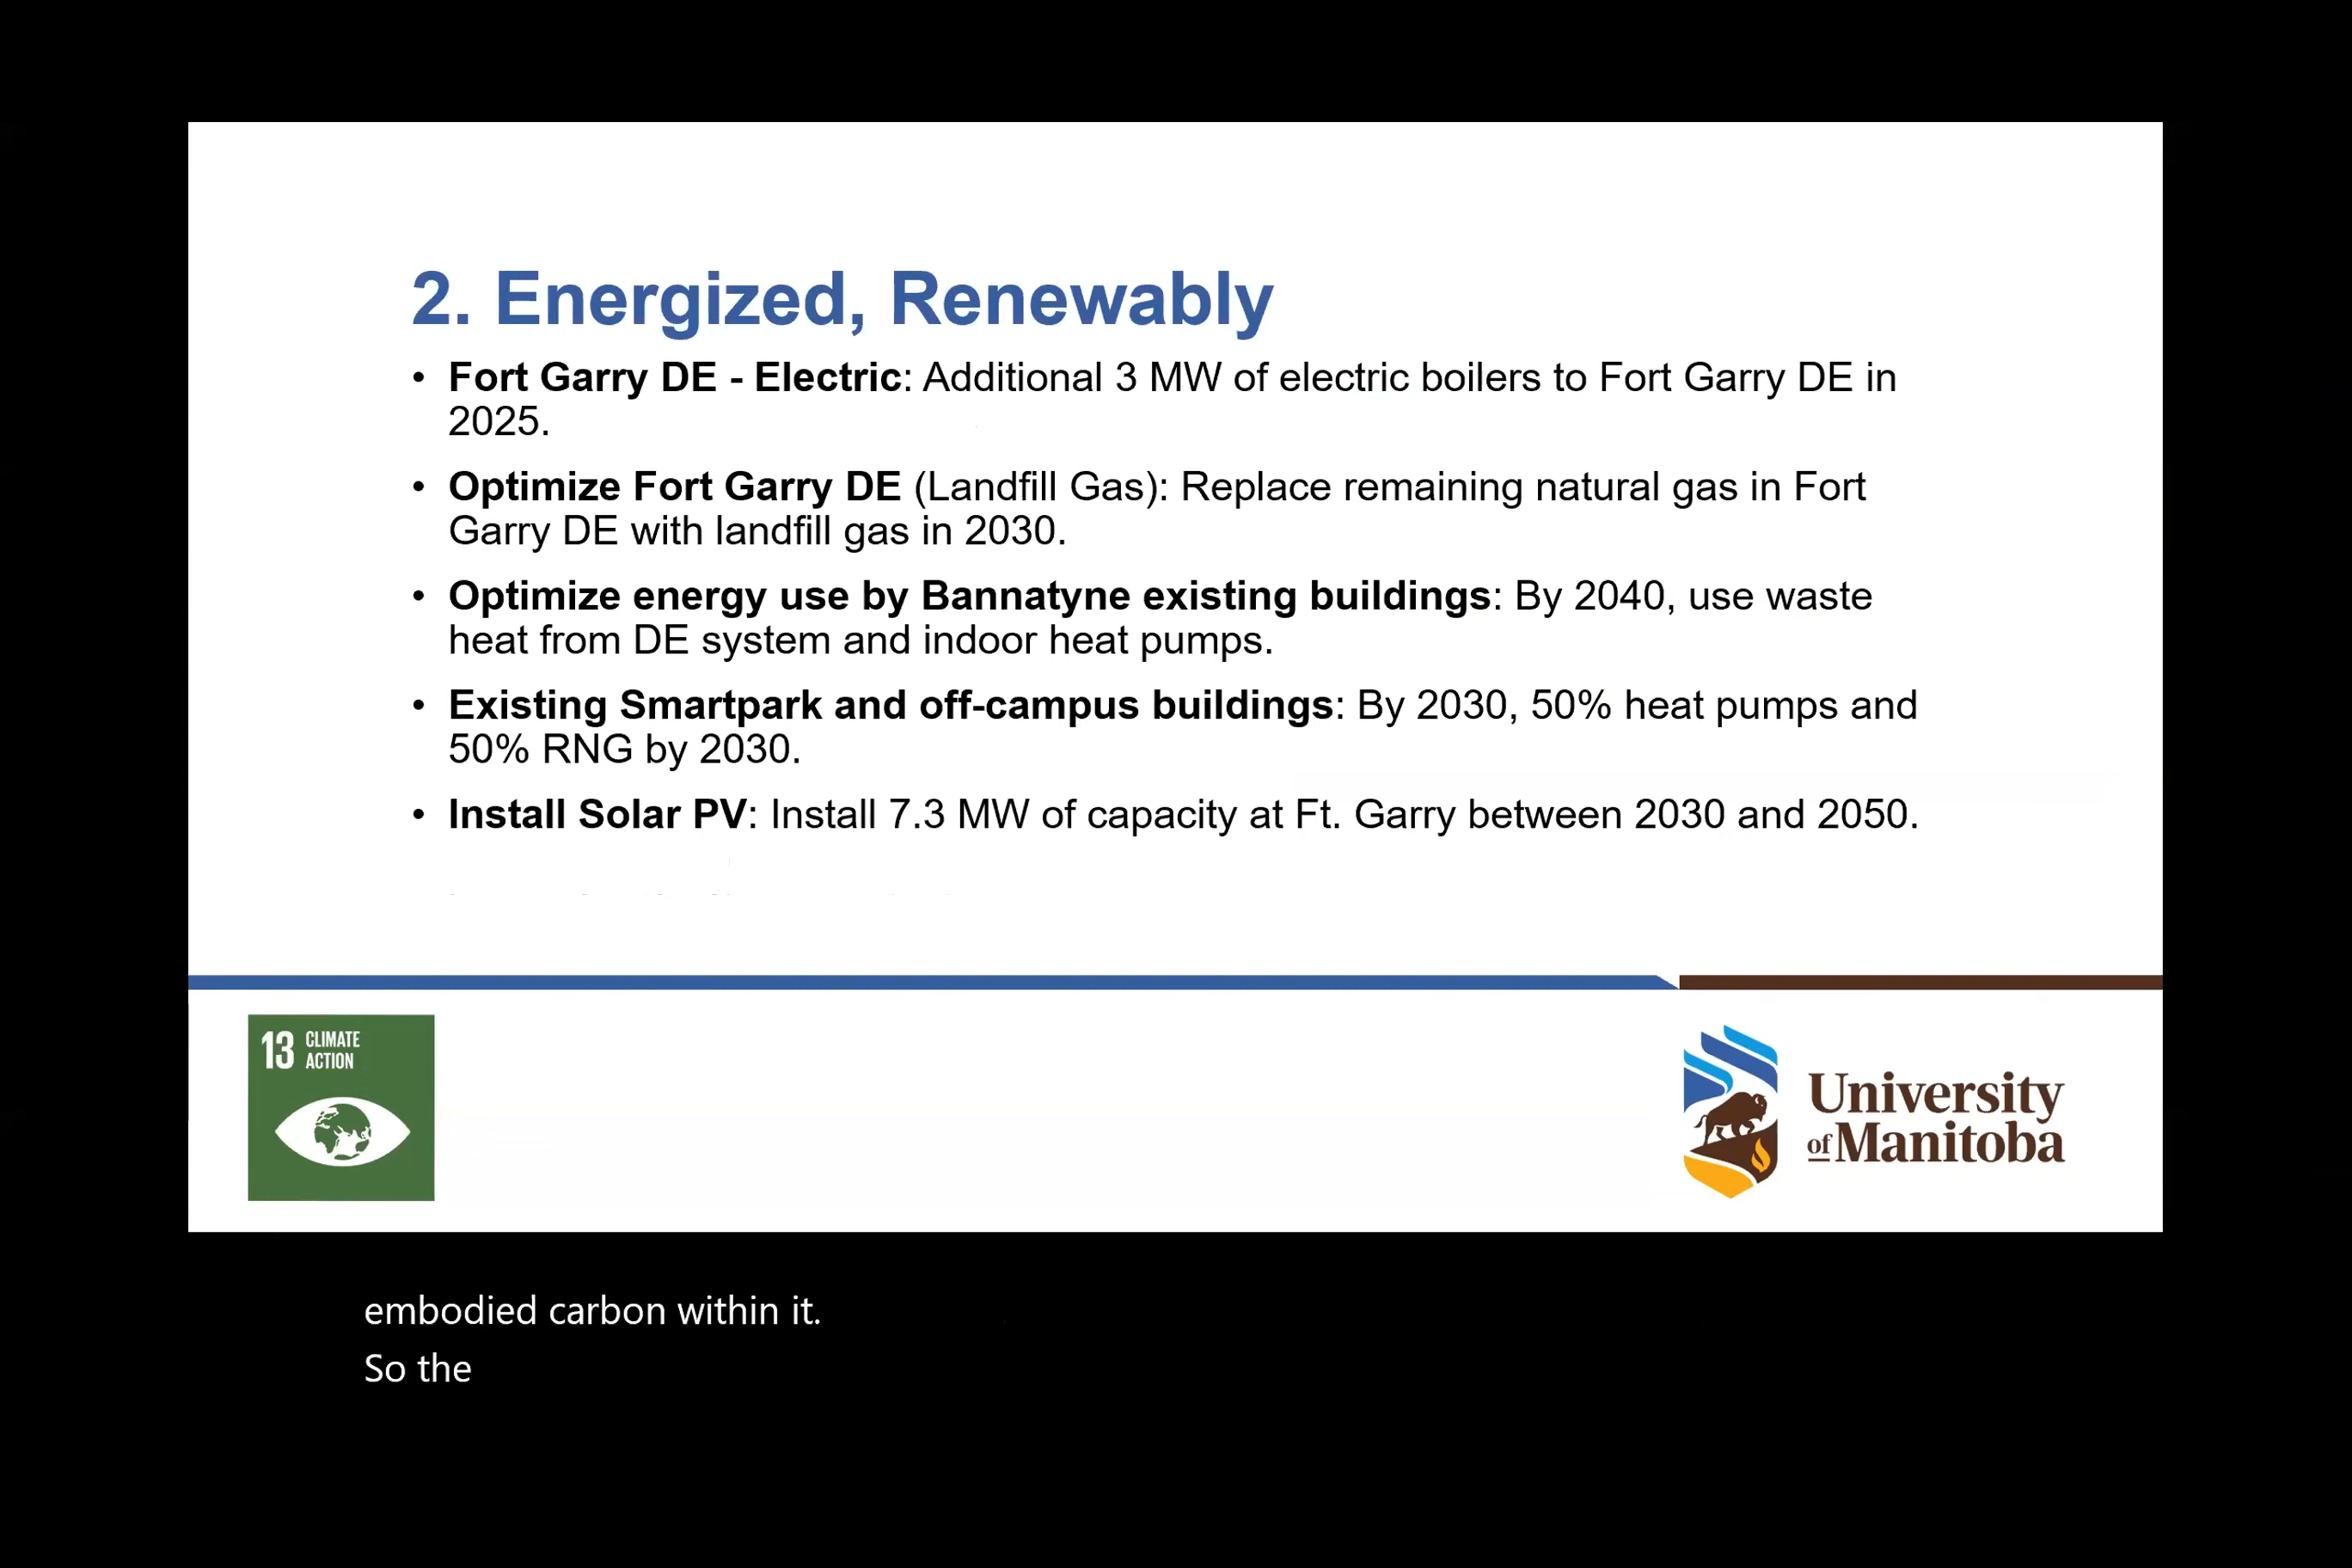 2. Energized, Renewably
• Fort Garry DE - Electric: Additional 3 MW of electric boilers to Fort Garry DE in
2025.
• Optimize Fort Garry DE (Landfill Gas): Replace remaining natural gas in Fort
Garry DE with landfill gas in 2030.
• Optimize energy use by Bannatyne existing buildings: By 2040, use waste
heat from DE system and indoor heat pumps.
• Existing Smartpark and off-campus buildings: By 2030, 50% heat pumps and
50% RNG by 2030.
• Install Solar PV: Install 7.3 MW of capacity at Ft. Garry between 2030 and 2050.
13 CLIMATE
ACTION
University
of Manitoba
embodied carbon within it.
So the